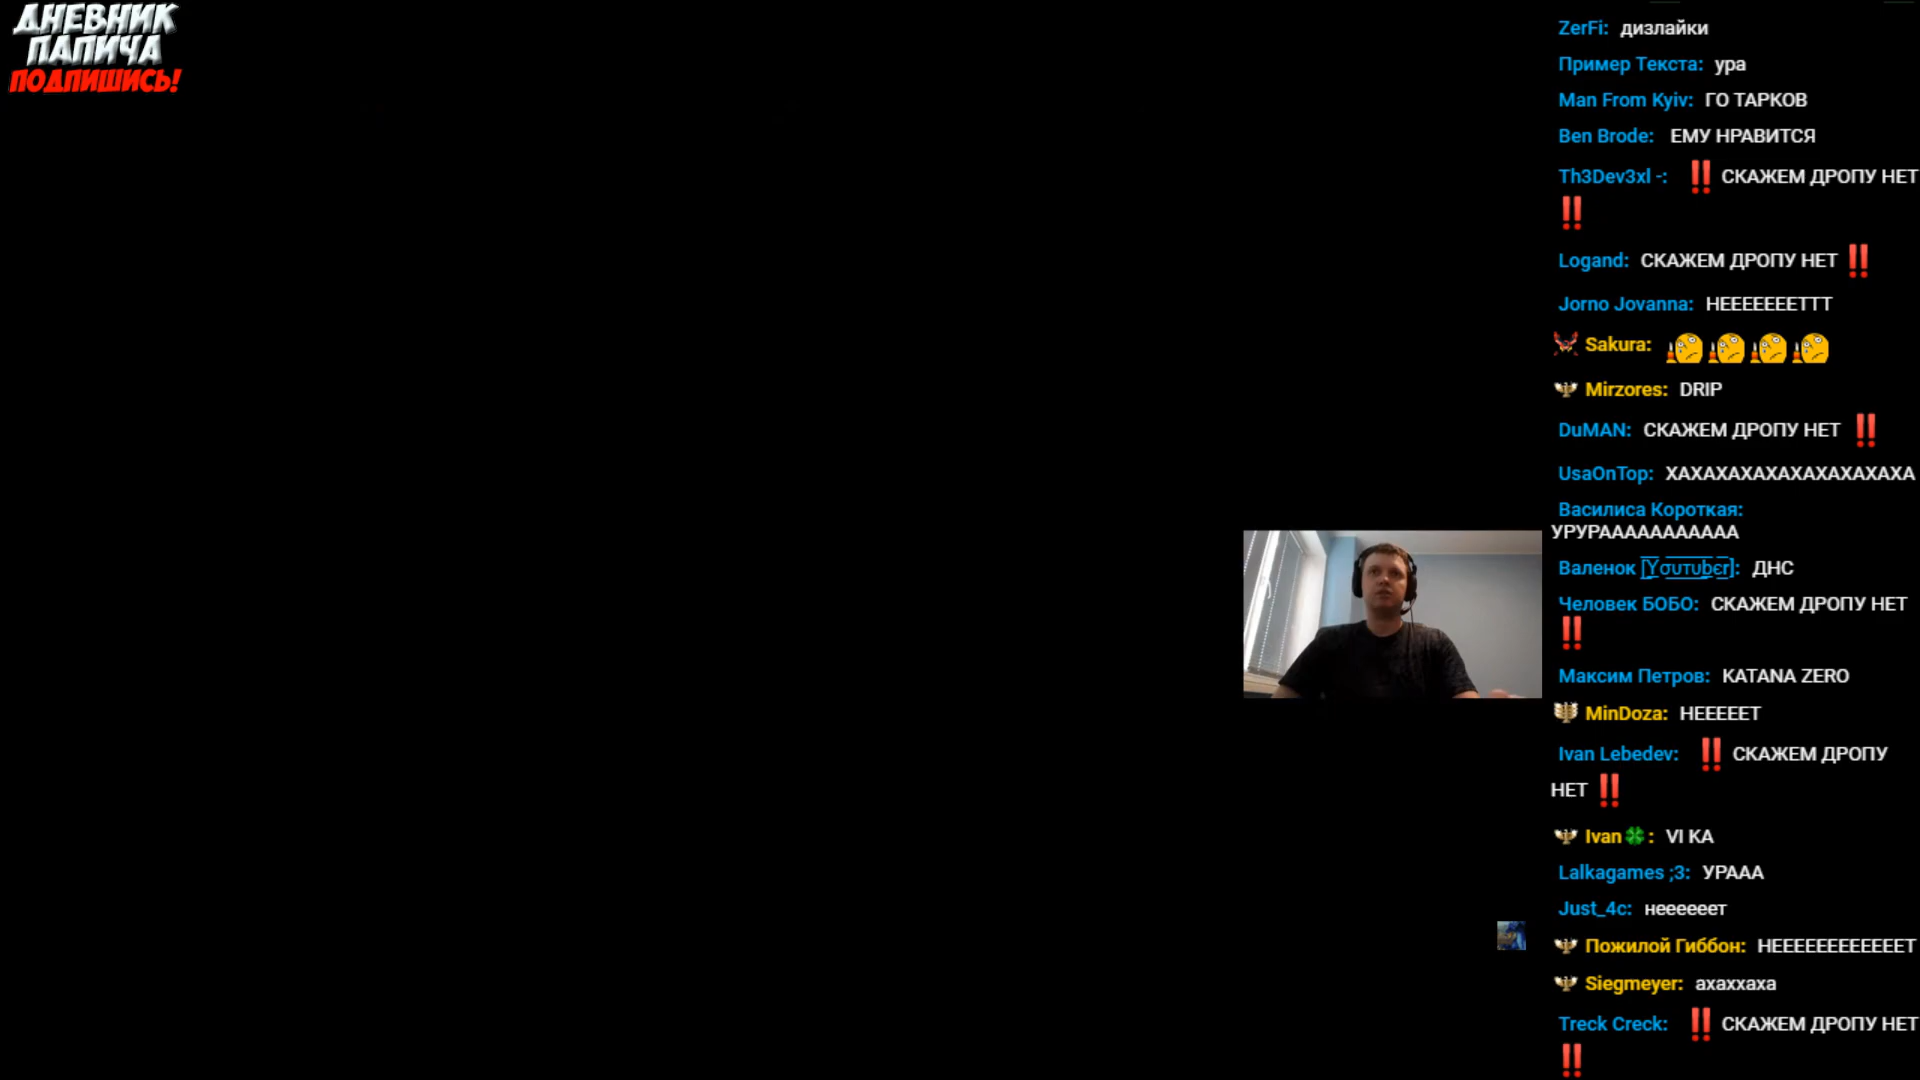 ДНЕВНИК
ПАПИЧА
ПОДПИШИСЬ!
ZerFi: дизлайки
Пример Текста: ура
Man From Kyiv: ГО ТАРКОВ
Ben Brode: ЕМУ НРАВИТСЯ
Th3Dev3xl -: ‼️ СКАЖЕМ ДРОПУ НЕТ
‼️
Logand: СКАЖЕМ ДРОПУ НЕТ ‼️
Jorno Jovanna: НЕЕЕЕЕЕЕТТТ
Sakura:
Mirzores: DRIP
DuMAN: СКАЖЕМ ДРОПУ НЕТ ‼️
UsaOnTop: ХАХАХАХАХАХАХАХАХАХА
Василиса Короткая:
УРУРАААААААААААА
Валенок [Yσυτυbєr]: ДНС
Человек БОБО: СКАЖЕМ ДРОПУ НЕТ
‼️
Максим Петров: KATANA ZERO
MinDoza: НЕЕЕЕЕТ
Ivan Lebedev: ‼️ СКАЖЕМ ДРОПУ
НЕТ ‼️
Ivan🍀: VI KA
Lalkagames ;3: УРААА
Just_4c: неееееет
Пожилой Гиббон: НЕЕЕЕЕЕЕЕЕЕЕЕТ
Siegmeyer: ахаххаха
Treck Creck: ‼️ СКАЖЕМ ДРОПУ НЕТ
‼️